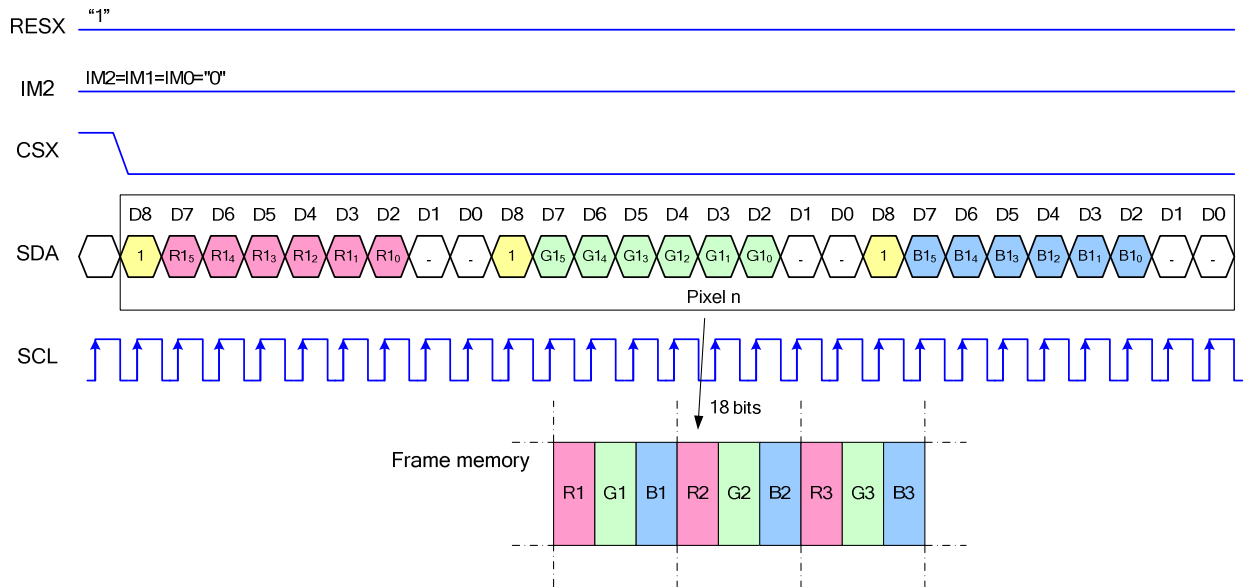 RESX “1”
IM2 IM2=IM1=IM0="0"
CSX
D8 D7 D6 D5 D4 D3 D2 D1 D0 D8 D7 D6 D5 D4 D3 D2 D1 D0 D8 D7 D6 D5 D4 D3 D2 D1 D0
SDA 1 R15 R14 R13 R12 R11 R10 - - 1 G15 G14 G13 G12 G11 G10 - - 1 B15 B14 B13 B12 B11 B10 - -
Pixel n
SCL
18 bits
Frame memory
R1 G1 B1 R2 G2 B2 R3 G3 B3